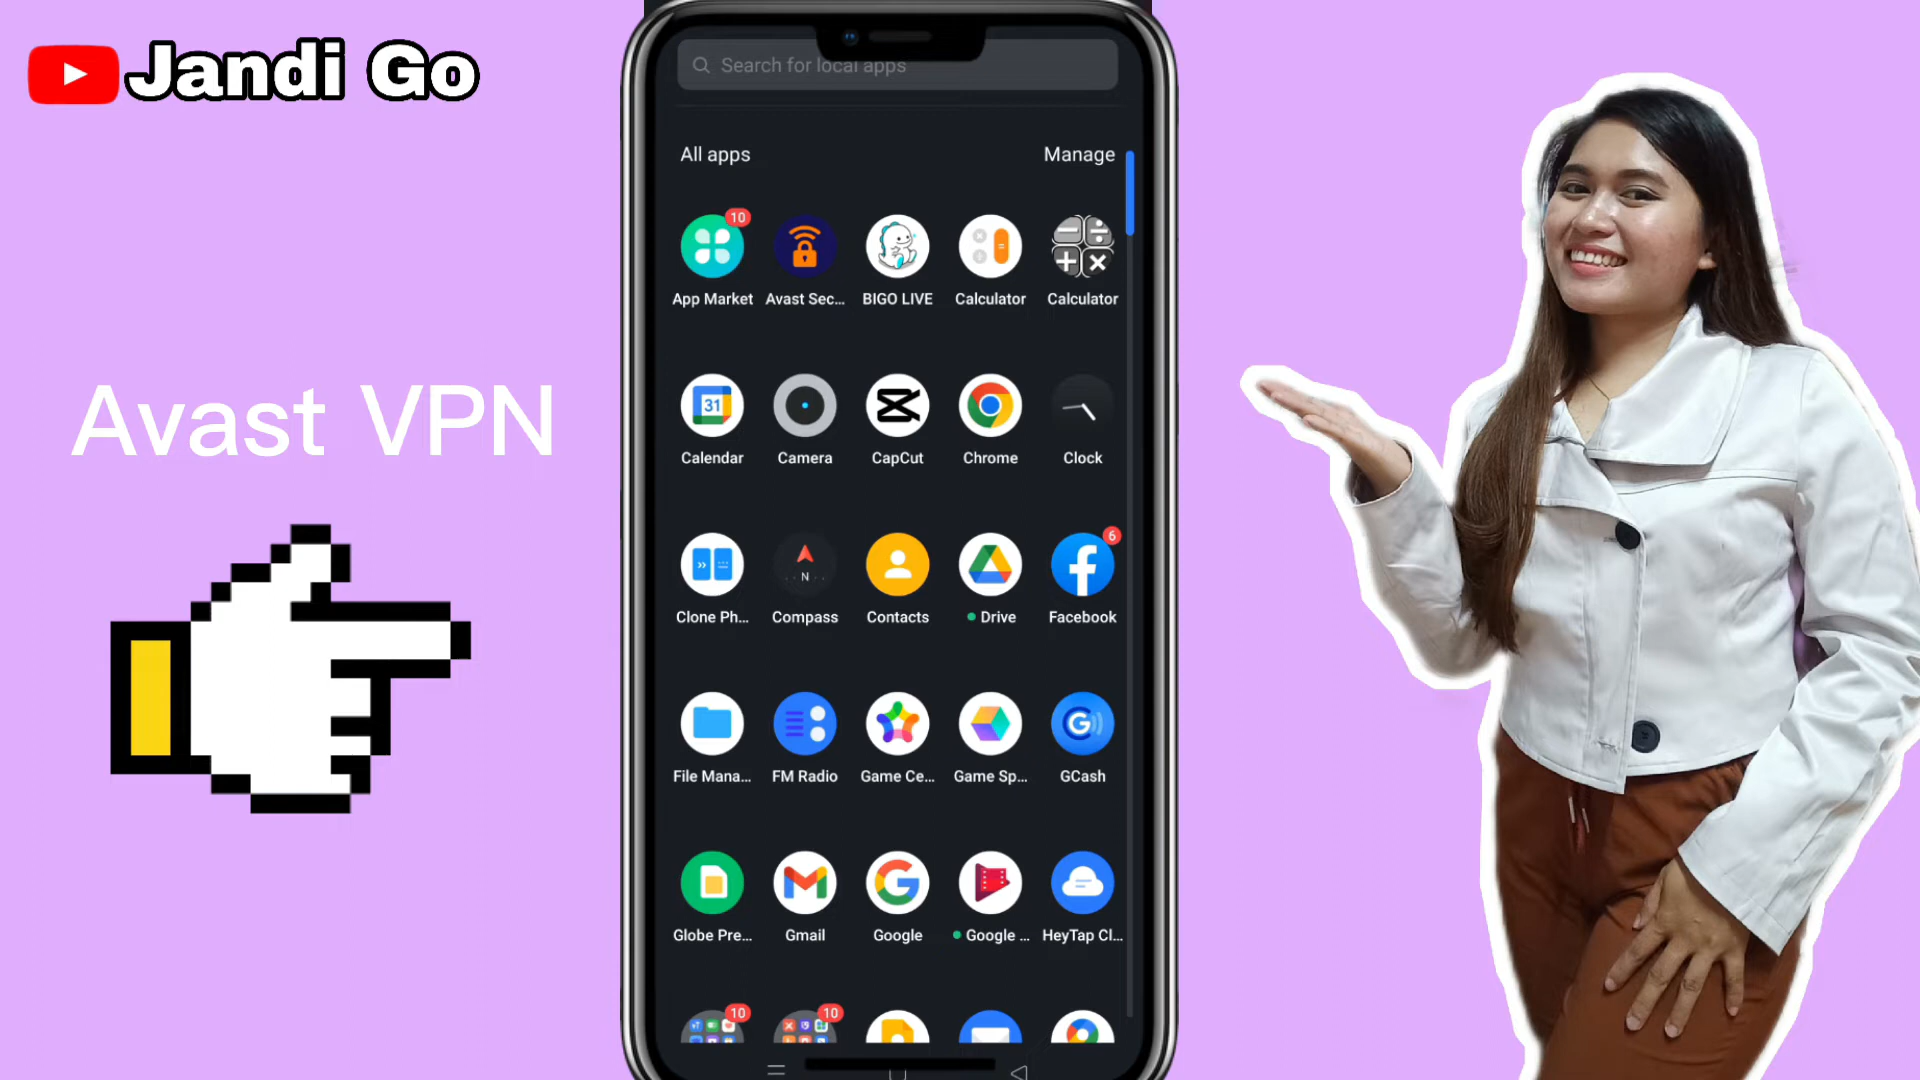 Jandi Go
Avast VPN
Search for local apps
All apps Manage
10
App Market Avast Sec... BIGO LIVE Calculator Calculator
31
Calendar Camera CapCut Chrome Clock
N
6
Clone Ph... Compass Contacts Drive Facebook
G
File Mana... FM Radio Game Ce... Game Sp... GCash
Globe Pre... Gmail Google Google ... HeyTap Cl...
10 10